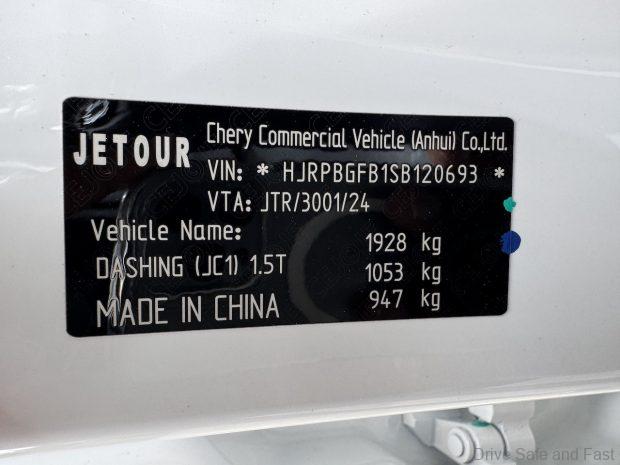 JETOUR
Chery Commercial Vehicle (Anhui) Co.,Ltd.
VIN: * HJRPBGFB1SB120693 *
VTA: JTR/3001/24
Vehicle Name: 1928 kg
DASHING (JC1) 1.5T 1053 kg
MADE IN CHINA 947 kg
Drive Safe and Fast